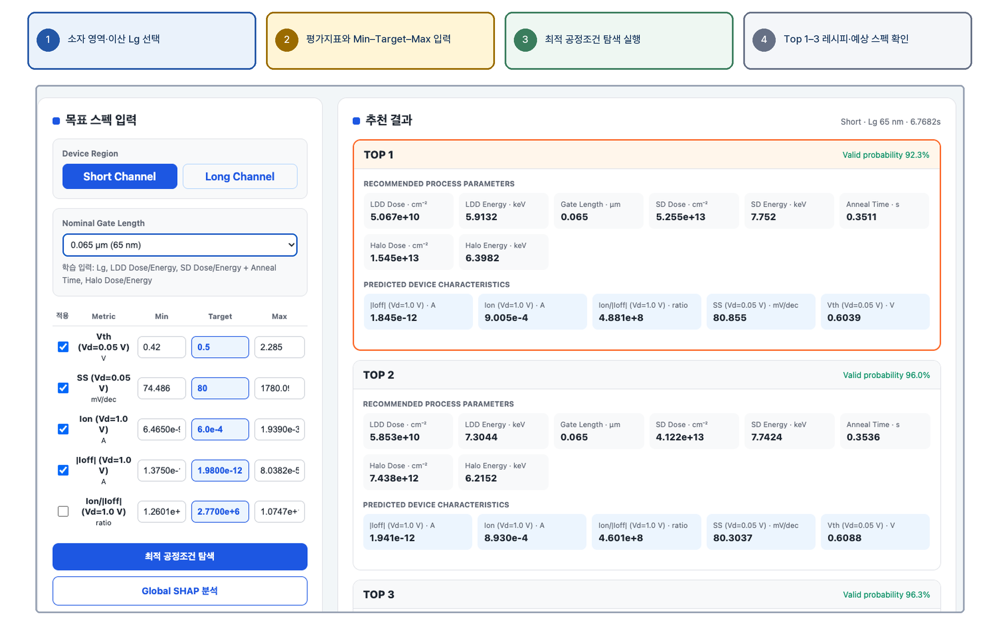 1 소자 영역·이산 Lg 선택
2 평가지표와 Min–Target–Max 입력
3 최적 공정조건 탐색 실행
4 Top 1–3 레시피·예상 스펙 확인
목표 스펙 입력
Device Region
Short Channel Long Channel
Nominal Gate Length
0.065 μm (65 nm)
학습 입력: Lg, LDD Dose/Energy, SD Dose/Energy + Anneal
Time, Halo Dose/Energy
적용 Metric Min Target Max
Vth
(Vd=0.05 V)
V
0.42 0.5 2.285
SS (Vd=0.05
V)
mV/dec
74.486 80 1780.0
Ion (Vd=1.0
V)
A
6.4650e- 6.0e-4 1.9390e-3
|Ioff| (Vd=1.0
V)
A
1.3750e- 1.9800e-12 8.0382e-5
Ion/|Ioff|
(Vd=1.0 V)
ratio
1.2601e+ 2.7700e+6 1.0747e+
최적 공정조건 탐색
Global SHAP 분석
추천 결과
Short · Lg 65 nm · 6.7682s
TOP 1
Valid probability 92.3%
RECOMMENDED PROCESS PARAMETERS
LDD Dose · cm⁻² LDD Energy · keV Gate Length · μm SD Dose · cm⁻² SD Energy · keV Anneal Time · s
5.067e+10 5.9132 0.065 5.255e+13 7.752 0.3511
Halo Dose · cm⁻² Halo Energy · keV
1.545e+13 6.3982
PREDICTED DEVICE CHARACTERISTICS
|Ioff| (Vd=1.0 V) · A Ion (Vd=1.0 V) · A Ion/|Ioff| (Vd=1.0 V) · ratio SS (Vd=0.05 V) · mV/dec Vth (Vd=0.05 V) · V
1.845e-12 9.005e-4 4.881e+8 80.855 0.6039
TOP 2
Valid probability 96.0%
RECOMMENDED PROCESS PARAMETERS
LDD Dose · cm⁻² LDD Energy · keV Gate Length · μm SD Dose · cm⁻² SD Energy · keV Anneal Time · s
5.853e+10 7.3044 0.065 4.122e+13 7.7424 0.3536
Halo Dose · cm⁻² Halo Energy · keV
7.438e+12 6.2152
PREDICTED DEVICE CHARACTERISTICS
|Ioff| (Vd=1.0 V) · A Ion (Vd=1.0 V) · A Ion/|Ioff| (Vd=1.0 V) · ratio SS (Vd=0.05 V) · mV/dec Vth (Vd=0.05 V) · V
1.941e-12 8.930e-4 4.601e+8 80.3037 0.6088
TOP 3
Valid probability 96.3%